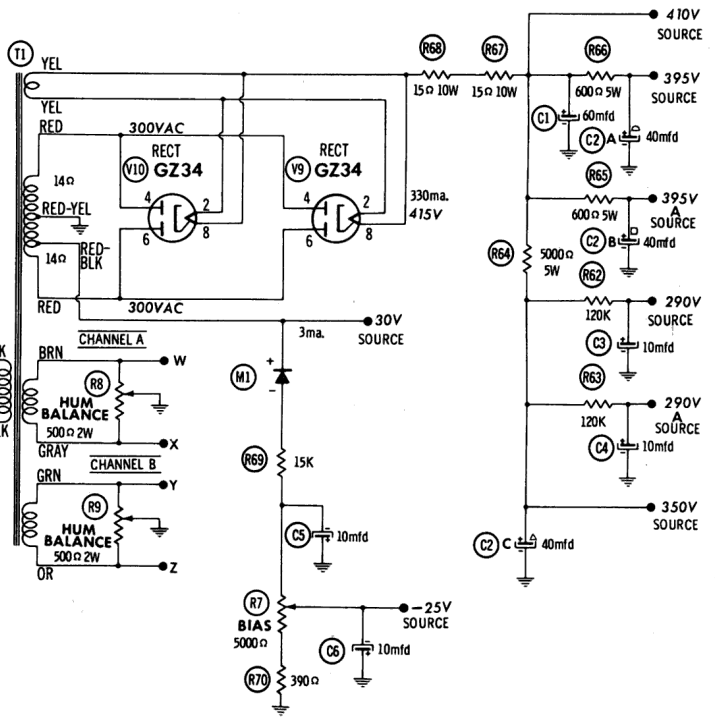 410V
SOURCE
T1
YEL
R68
R67
R66
15Ω 10W
15Ω 10W
600Ω 5W
395V
SOURCE
YEL
C1
60mfd
C2 A
40mfd
RED
300VAC
RECT
V10 GZ34
RECT
V9 GZ34
4
2
6
8
4
2
6
8
330ma.
415V
14Ω
RED-YEL
14Ω
RED-
BLK
R65
600Ω 5W
395V
A
SOURCE
C2 B
40mfd
R64
5000Ω
5W
RED
300VAC
R62
120K
290V
SOURCE
C3
10mfd
3ma.
30V
SOURCE
CHANNEL A
K
BRN
W
R8
HUM
BALANCE
500Ω 2W
LK
GRAY
X
+
M1
−
R63
120K
290V
A
SOURCE
C4
10mfd
CHANNEL B
GRN
Y
R9
HUM
BALANCE
500Ω 2W
OR
Z
R69
15K
C5
10mfd
350V
SOURCE
C2 C
40mfd
R7
BIAS
5000Ω
−25V
SOURCE
C6
10mfd
R70
390Ω